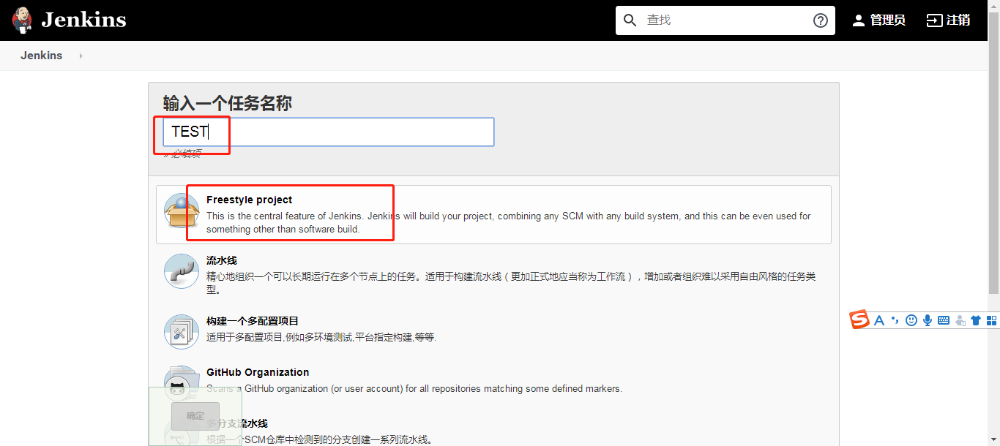 Jenkins
查找
管理员
注销
Jenkins
输入一个任务名称
TEST
» 必填项
Freestyle project
This is the central feature of Jenkins. Jenkins will build your project, combining any SCM with any build system, and this can be even used for
something other than software build.
流水线
精心地组织一个可以长期运行在多个节点上的任务。适用于构建流水线（更加正式地应当称为工作流），增加或者组织难以采用自由风格的任务类
型。
构建一个多配置项目
适用于多配置项目,例如多环境测试,平台指定构建,等等.
GitHub Organization
Scans a GitHub organization (or user account) for all repositories matching some defined markers.
确定
多分支流水线
根据一个SCM仓库中检测到的分支创建一系列流水线。